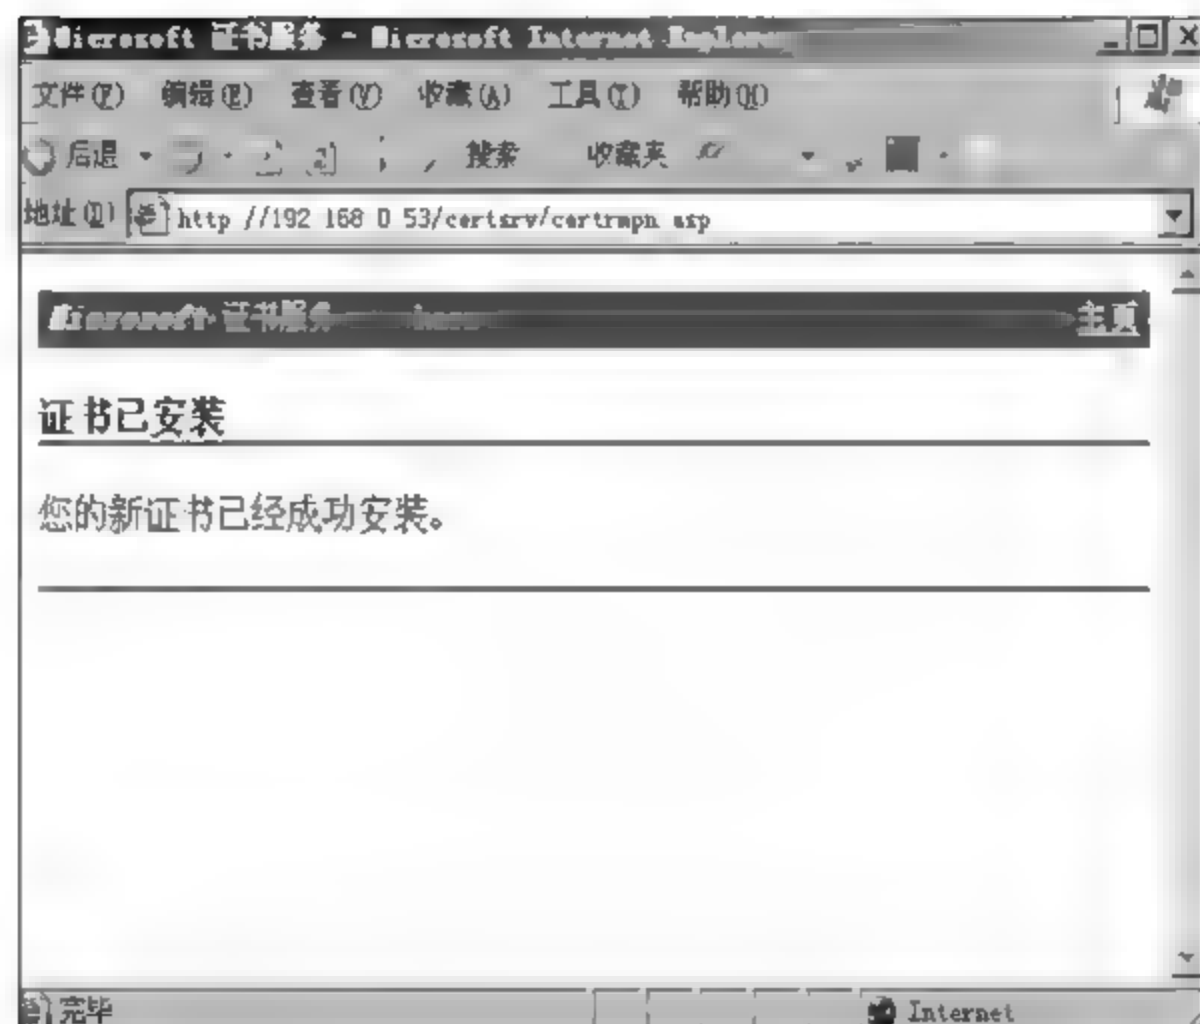 Microsoft 证书服务 - Microsoft Internet Explorer
文件(F) 编辑(E) 查看(V) 收藏(A) 工具(T) 帮助(H)
后退 搜索 收藏夹
地址(D) http //192 168 0 53/certsrv/certrmpn asp
Microsoft 证书服务 主页
证书已安装
您的新证书已经成功安装。
完毕 Internet